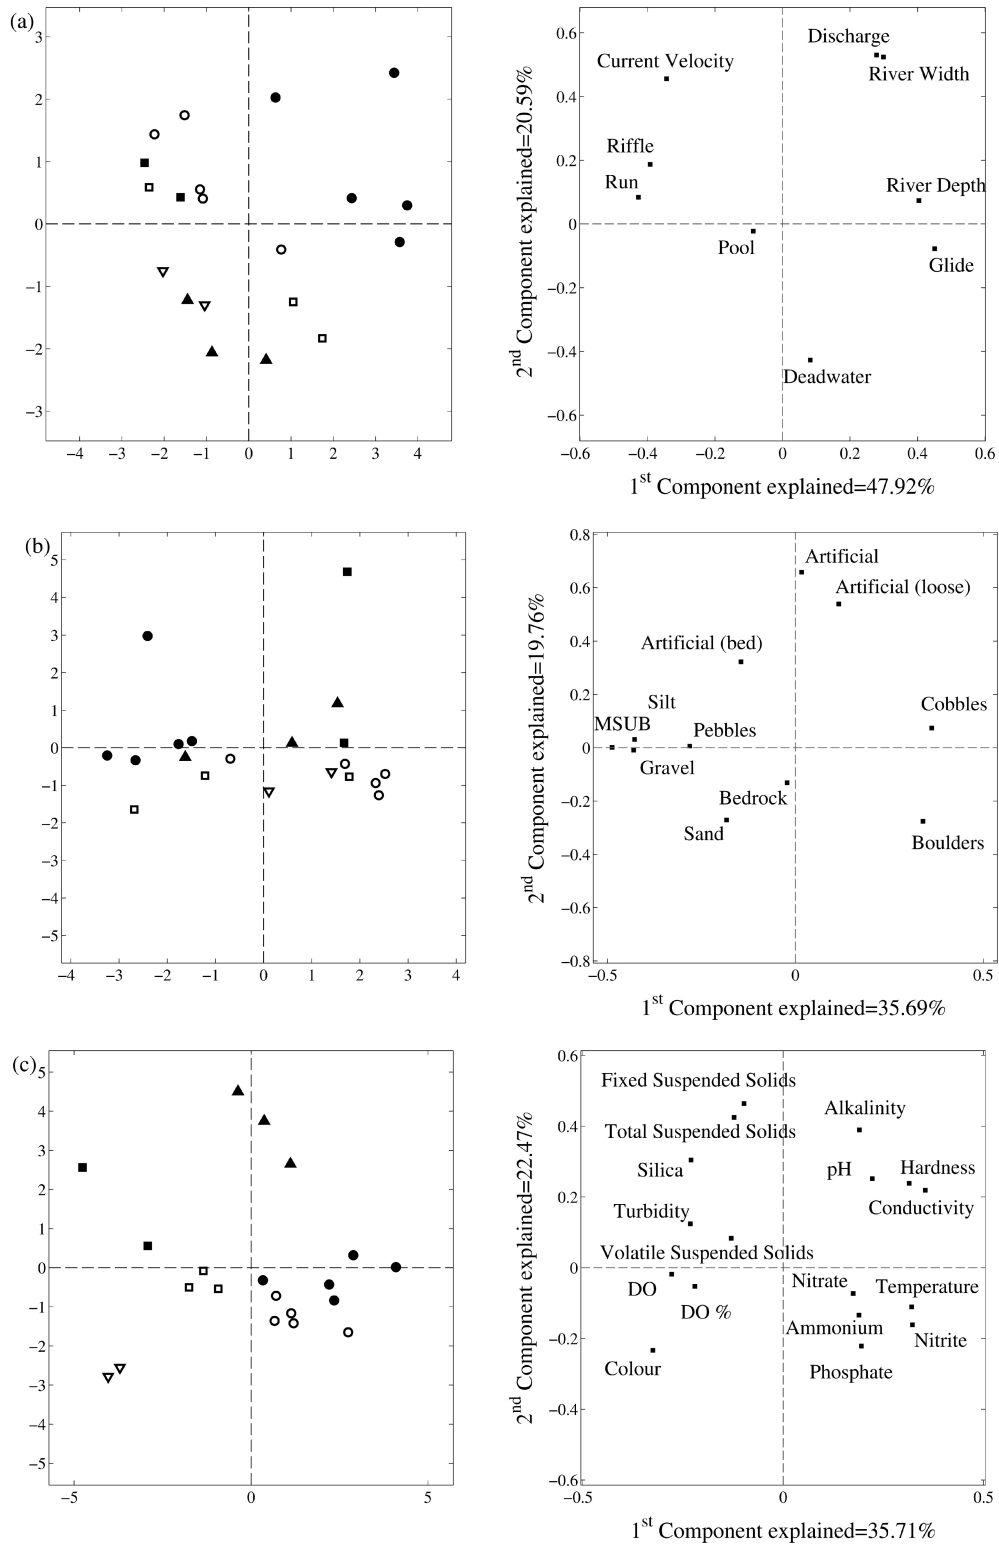 (a)
3
2
1
0
−1
−2
−3
−4 −3 −2 −1 0 1 2 3 4
2nd Component explained=20.59%
0.6
0.4
0.2
0
−0.2
−0.4
−0.6
Discharge
Current Velocity
River Width
Riffle
Run
River Depth
Pool
Glide
Deadwater
−0.6 −0.4 −0.2 0 0.2 0.4 0.6
1st Component explained=47.92%
(b)
5
4
3
2
1
0
−1
−2
−3
−4
−5
−4 −3 −2 −1 0 1 2 3 4
2nd Component explained=19.76%
0.8
0.6
0.4
0.2
0
−0.2
−0.4
−0.6
−0.8
Artificial
Artificial (loose)
Artificial (bed)
Silt
Cobbles
MSUB
Pebbles
Gravel
Bedrock
Sand
Boulders
−0.5 0 0.5
1st Component explained=35.69%
(c)
5
4
3
2
1
0
−1
−2
−3
−4
−5
−5 0 5
2nd Component explained=22.47%
0.6
0.4
0.2
0
−0.2
−0.4
−0.6
Fixed Suspended Solids
Alkalinity
Total Suspended Solids
Silica
pH
Hardness
Conductivity
Turbidity
Volatile Suspended Solids
DO
Nitrate
Temperature
DO %
Ammonium
Nitrite
Colour
Phosphate
−0.5 0 0.5
1st Component explained=35.71%